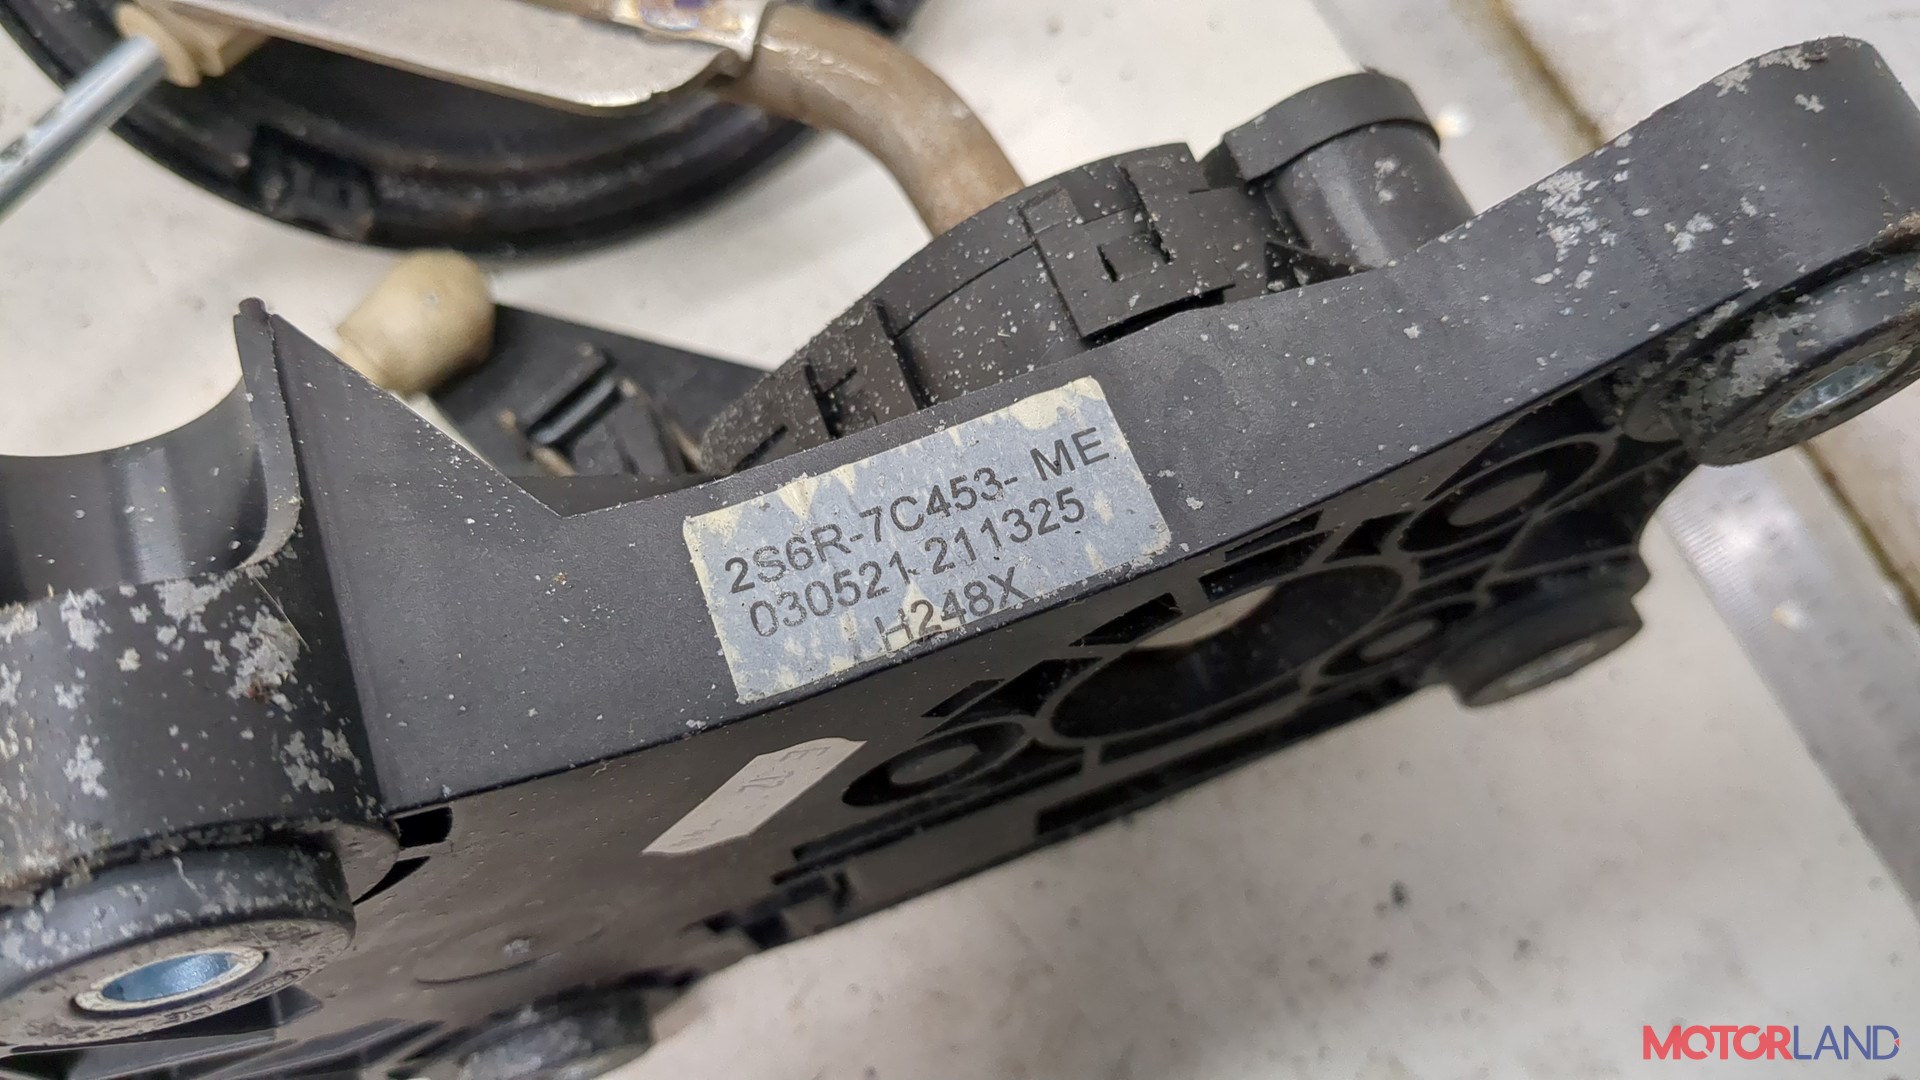 2S6R-7C453- ME
030521 211325
H248X
MOTORLAND